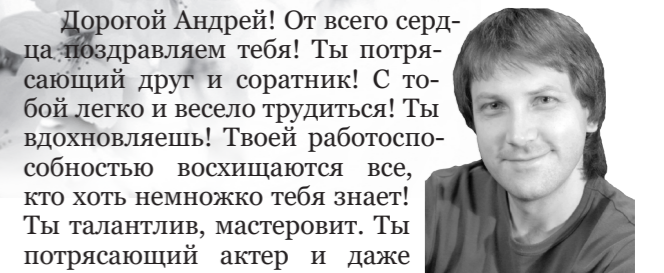 Дорогой Андрей! От всего серд-
ца поздравляем тебя! Ты потря-
сающий друг и соратник! С то-
бой легко и весело трудиться! Ты
вдохновляешь! Твоей работоспо-
собностью восхищаются все,
кто хоть немножко тебя знает!
Ты талантлив, мастеровит. Ты
потрясающий актер и даже